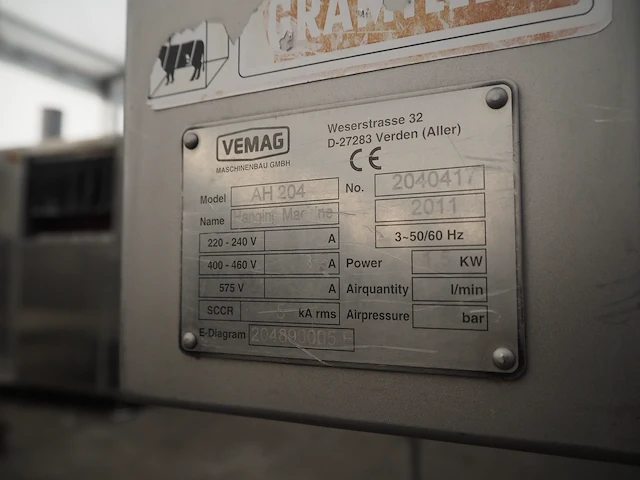 VEMAG
MASCHINENBAU GMBH
Weserstrasse 32
D-27283 Verden (Aller)
CE
Model AH 204 No. 2040417
Name 2011
220 - 240 V A 3~50/60 Hz
400 - 460 V A Power KW
575 V A Airquantity l/min
SCCR 5 kA rms Airpressure bar
E-Diagram